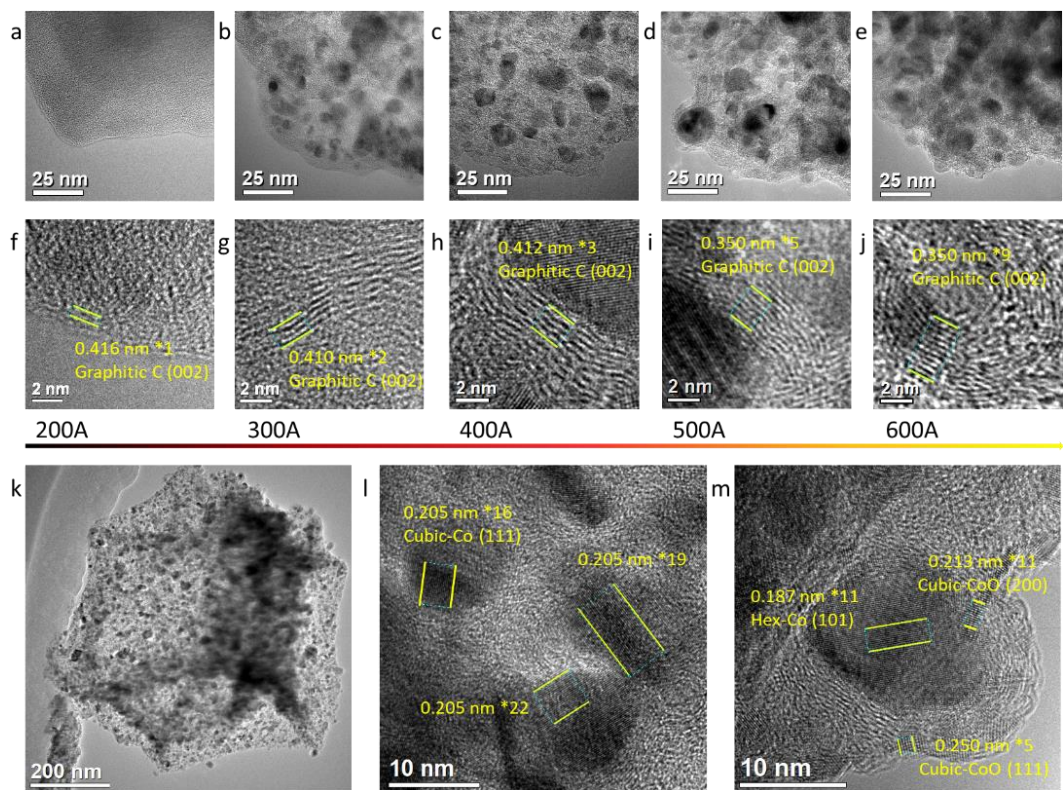 a
b
c
d
e
25 nm
25 nm
25 nm
25 nm
25 nm
f
g
h
i
j
0.416 nm *1
Graphitic C (002)
2 nm
0.410 nm *2
Graphitic C (002)
2 nm
0.412 nm *3
Graphitic C (002)
2 nm
0.350 nm *5
Graphitic C (002)
2 nm
0.350 nm *9
Graphitic C (002)
2 nm
200A
300A
400A
500A
600A
k
200 nm
l
0.205 nm *16
Cubic-Co (111)
0.205 nm *19
0.205 nm *22
10 nm
m
0.187 nm *11
Hex-Co (101)
0.213 nm *11
Cubic-CoO (200)
0.250 nm *5
Cubic-CoO (111)
10 nm